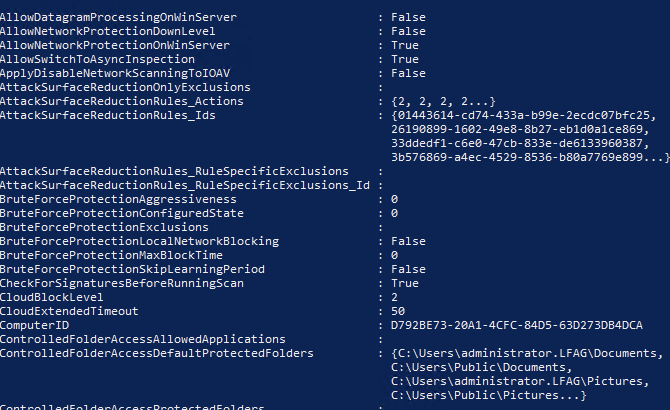 AllowDatagramProcessingOnWinServer : False
AllowNetworkProtectionDownLevel : False
AllowNetworkProtectionOnWinServer : True
AllowSwitchToAsyncInspection : True
ApplyDisableNetworkScanningToIOAV : False
AttackSurfaceReductionOnlyExclusions :
AttackSurfaceReductionRules_Actions : {2, 2, 2, 2...}
AttackSurfaceReductionRules_Ids : {01443614-cd74-433a-b99e-2ecdc07bfc25,
26190899-1602-49e8-8b27-eb1d0a1ce869,
33ddedf1-c6e0-47cb-833e-de6133960387,
3b576869-a4ec-4529-8536-b80a7769e899...}
AttackSurfaceReductionRules_RuleSpecificExclusions :
AttackSurfaceReductionRules_RuleSpecificExclusions_Id :
BruteForceProtectionAggressiveness : 0
BruteForceProtectionConfiguredState : 0
BruteForceProtectionExclusions :
BruteForceProtectionLocalNetworkBlocking : False
BruteForceProtectionMaxBlockTime : 0
BruteForceProtectionSkipLearningPeriod : False
CheckForSignaturesBeforeRunningScan : True
CloudBlockLevel : 2
CloudExtendedTimeout : 50
ComputerID : D792BE73-20A1-4CFC-84D5-63D273DB4DCA
ControlledFolderAccessAllowedApplications :
ControlledFolderAccessDefaultProtectedFolders : {C:\Users\administrator.LFAG\Documents,
C:\Users\Public\Documents,
C:\Users\administrator.LFAG\Pictures,
C:\Users\Public\Pictures...}
ControlledFolderAccessProtectedFolders :